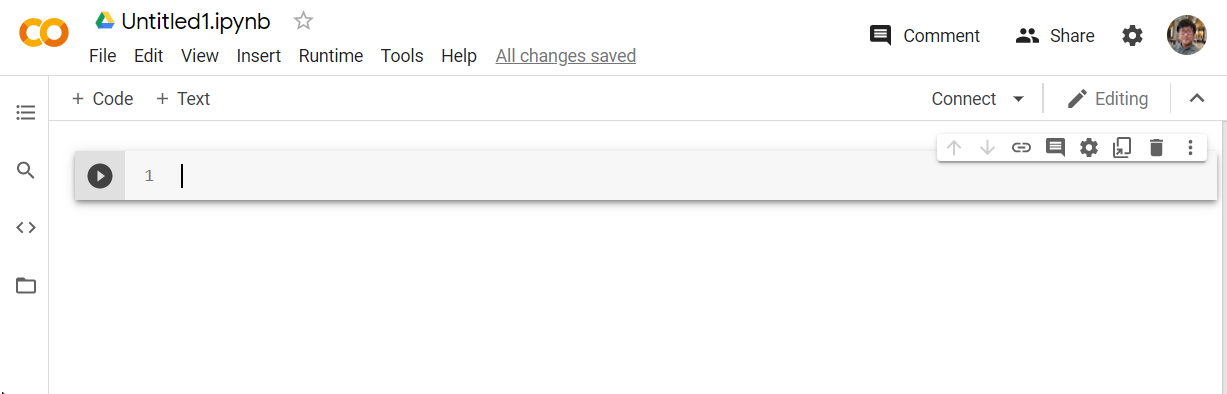 Untitled1.ipynb
Comment Share
File Edit View Insert Runtime Tools Help All changes saved
+ Code + Text Connect Editing
1